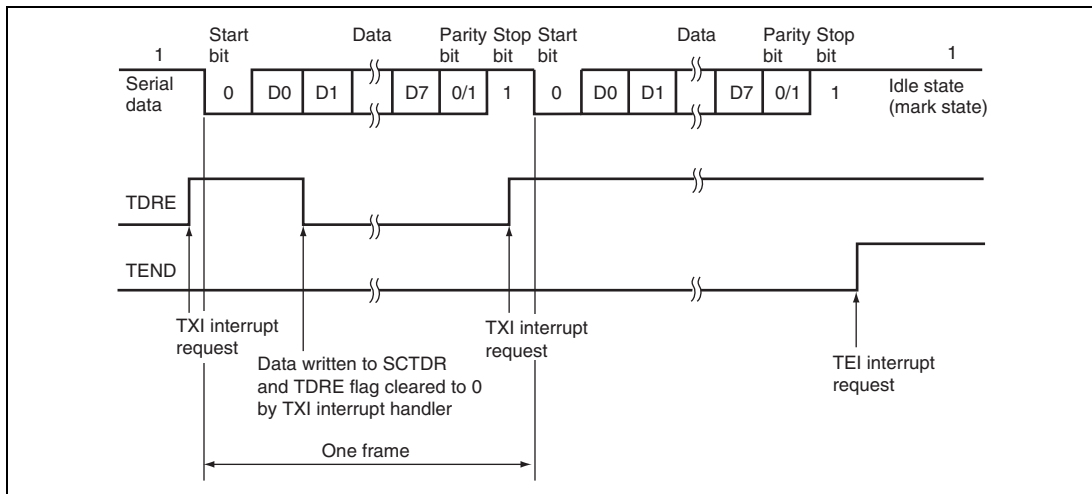 1
Start bit
Data
Parity bit
Stop bit
Start bit
Data
Parity bit
Stop bit
1
Serial data
0
D0
D1
D7
0/1
1
0
D0
D1
D7
0/1
1
Idle state
(mark state)
TDRE
TEND
TXI interrupt
request
Data written to SCTDR
and TDRE flag cleared to 0
by TXI interrupt handler
TXI interrupt
request
TEI interrupt
request
One frame